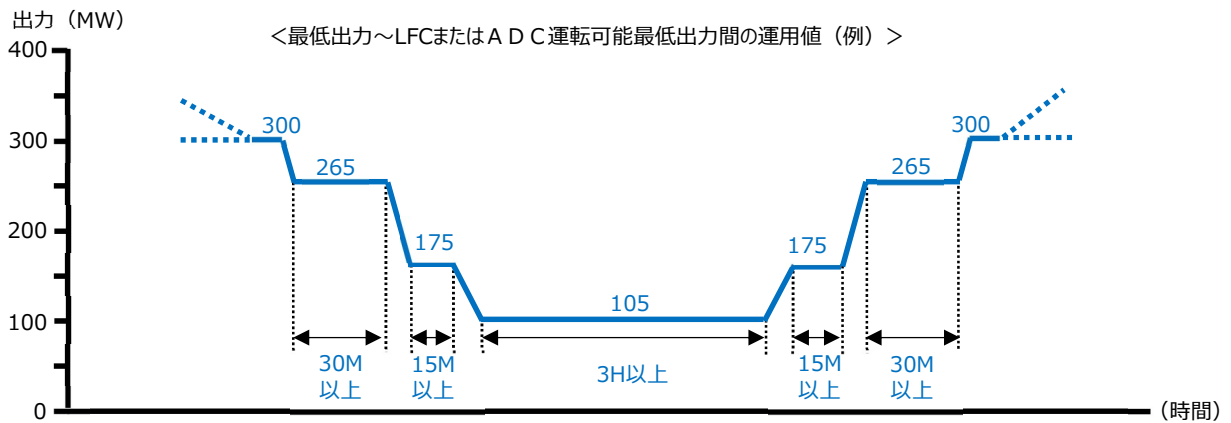 出力（MW）
＜最低出力～LFCまたはＡＤＣ運転可能最低出力間の運用値（例）＞
400
300
200
100
0
300
265
175
105
175
265
300
30M
以上
15M
以上
3H以上
15M
以上
30M
以上
（時間）